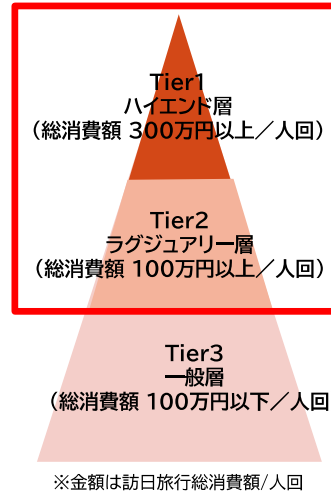 Tier1
ハイエンド層
（総消費額 300万円以上／人回）
Tier2
ラグジュアリー層
（総消費額 100万円以上／人回）
Tier3
一般層
（総消費額 100万円以下／人回
※金額は訪日旅行総消費額/人回